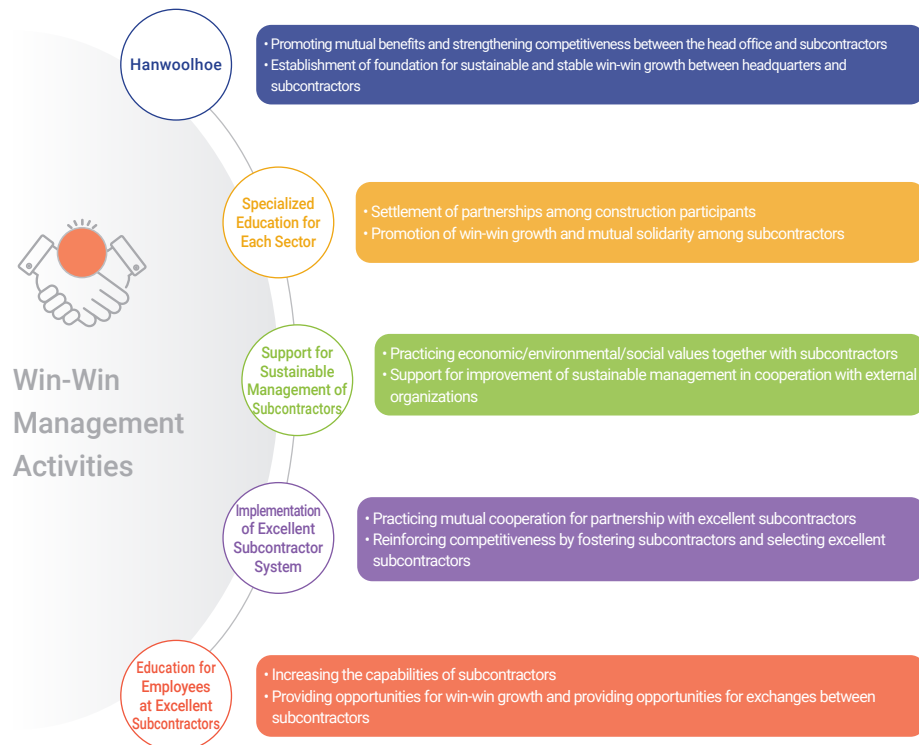 Win-Win
Management
Activities
Hanwoolhoe
• Promoting mutual benefits and strengthening competitiveness between the head office and subcontractors
• Establishment of foundation for sustainable and stable win-win growth between headquarters and
subcontractors
Specialized
Education for
Each Sector
• Settlement of partnerships among construction participants
• Promotion of win-win growth and mutual solidarity among subcontractors
Support for
Sustainable
Management of
Subcontractors
• Practicing economic/environmental/social values together with subcontractors
• Support for improvement of sustainable management in cooperation with external
organizations
Implementation
of Excellent
Subcontractor
System
• Practicing mutual cooperation for partnership with excellent subcontractors
• Reinforcing competitiveness by fostering subcontractors and selecting excellent
subcontractors
Education for
Employees
at Excellent
Subcontractors
• Increasing the capabilities of subcontractors
• Providing opportunities for win-win growth and providing opportunities for exchanges between
subcontractors